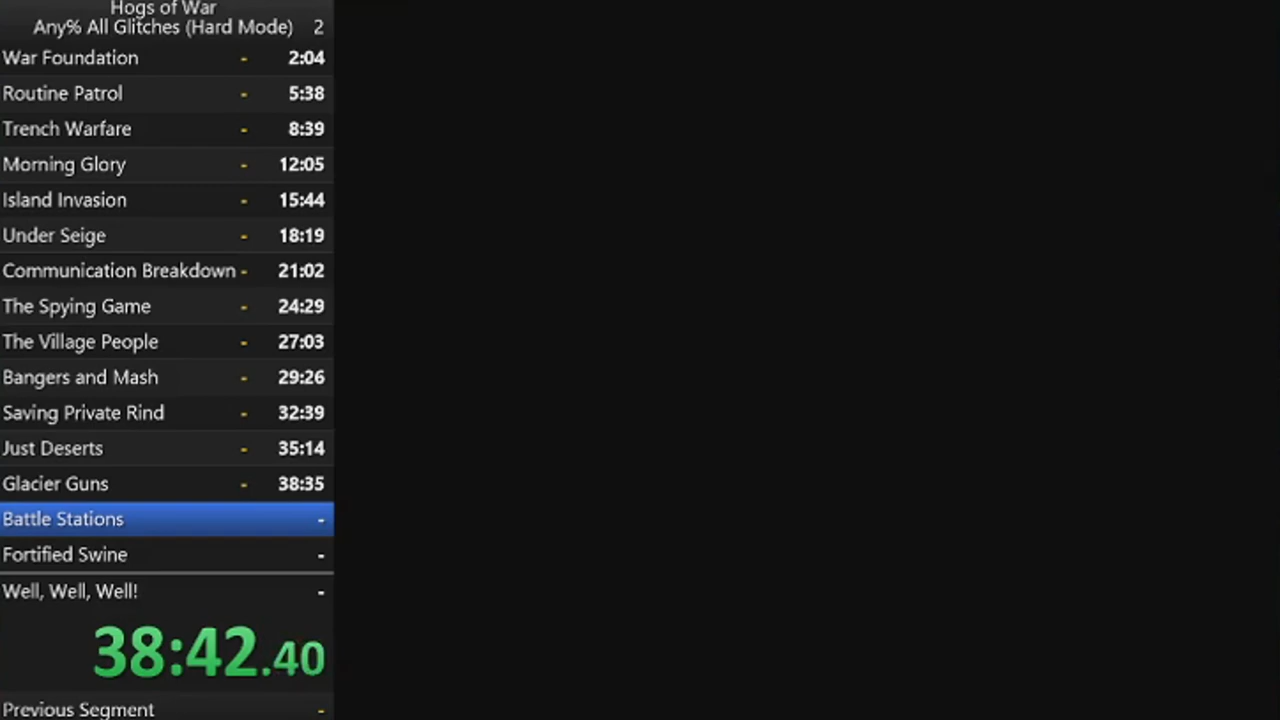 Hogs of War
Any% All Glitches (Hard Mode) 2
War Foundation - 2:04
Routine Patrol - 5:38
Trench Warfare - 8:39
Morning Glory - 12:05
Island Invasion - 15:44
Under Seige - 18:19
Communication Breakdown - 21:02
The Spying Game - 24:29
The Village People - 27:03
Bangers and Mash - 29:26
Saving Private Rind - 32:39
Just Deserts - 35:14
Glacier Guns - 38:35
Battle Stations -
Fortified Swine -
Well, Well, Well! -
38:42.40
Previous Segment -